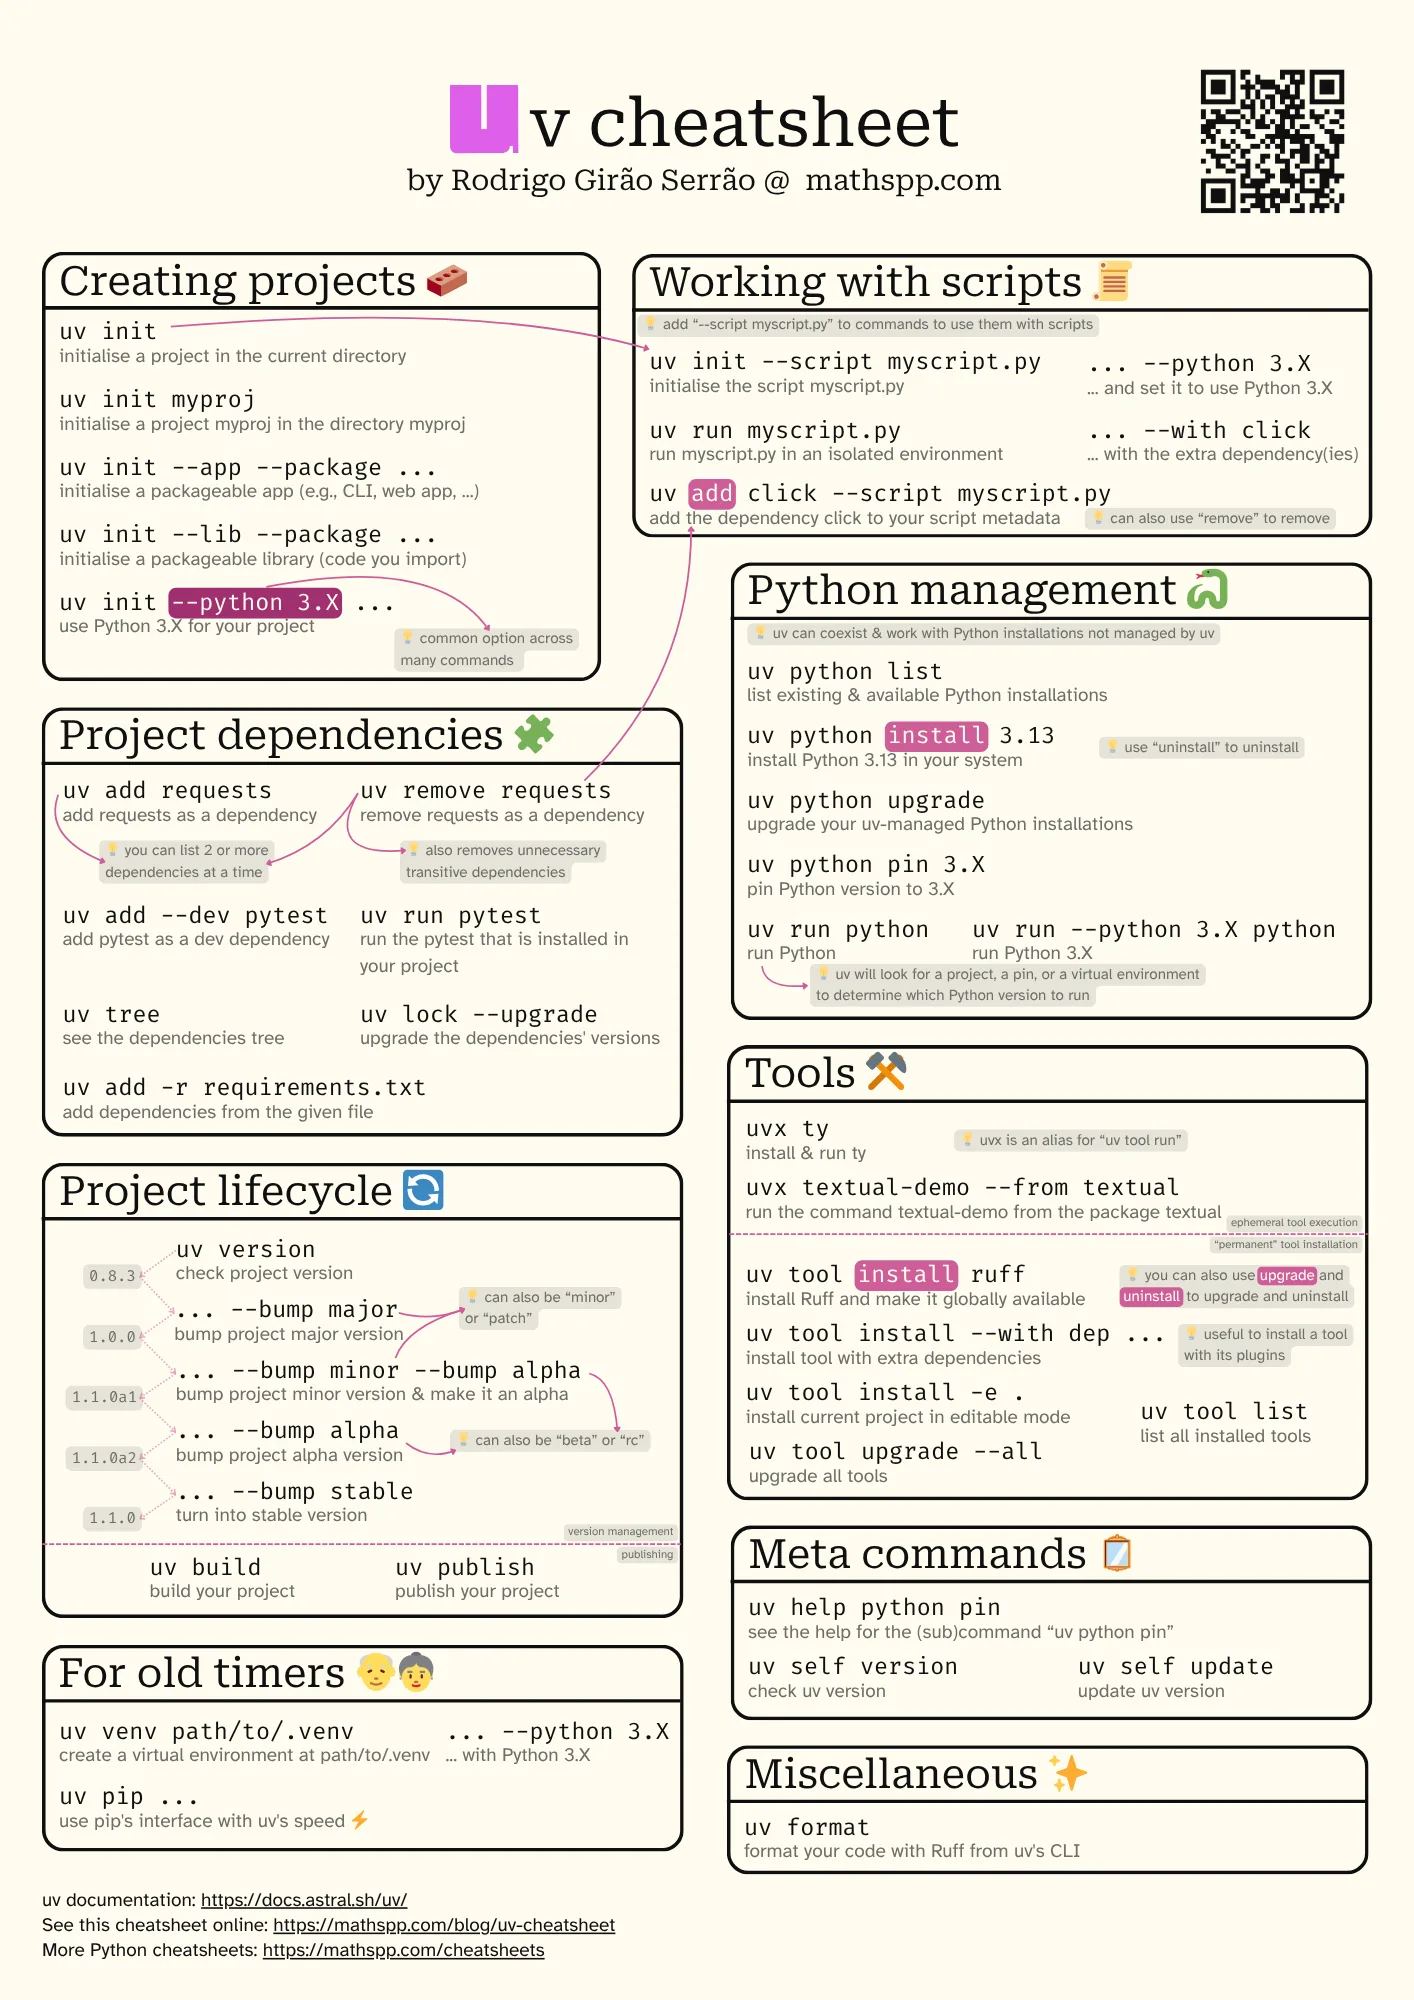 uv cheatsheet
by Rodrigo Girão Serrão @ mathspp.com
Creating projects
uv init
initialise a project in the current directory
uv init myproj
initialise a project myproj in the directory myproj
uv init --app --package ...
initialise a packageable app (e.g., CLI, web app, ...)
uv init --lib --package ...
initialise a packageable library (code you import)
uv init --python 3.X ...
use Python 3.X for your project
common option across
many commands
Working with scripts
add “--script myscript.py” to commands to use them with scripts
uv init --script myscript.py
initialise the script myscript.py
... --python 3.X
... and set it to use Python 3.X
uv run myscript.py
run myscript.py in an isolated environment
... --with click
... with the extra dependency(ies)
uv add click --script myscript.py
add the dependency click to your script metadata
can also use “remove” to remove
Project dependencies
uv add requests
add requests as a dependency
uv remove requests
remove requests as a dependency
you can list 2 or more
dependencies at a time
also removes unnecessary
transitive dependencies
uv add --dev pytest
add pytest as a dev dependency
uv run pytest
run the pytest that is installed in
your project
uv tree
see the dependencies tree
uv lock --upgrade
upgrade the dependencies' versions
uv add -r requirements.txt
add dependencies from the given file
Python management
uv can coexist & work with Python installations not managed by uv
uv python list
list existing & available Python installations
uv python install 3.13
install Python 3.13 in your system
use “uninstall” to uninstall
uv python upgrade
upgrade your uv-managed Python installations
uv python pin 3.X
pin Python version to 3.X
uv run python
run Python
uv run --python 3.X python
run Python 3.X
uv will look for a project, a pin, or a virtual environment
to determine which Python version to run
Project lifecycle
uv version
check project version
0.8.3
... --bump major
bump project major version
can also be “minor”
or “patch”
1.0.0
... --bump minor --bump alpha
bump project minor version & make it an alpha
1.1.0a1
... --bump alpha
bump project alpha version
can also be “beta” or “rc”
1.1.0a2
... --bump stable
turn into stable version
1.1.0
version management
publishing
uv build
build your project
uv publish
publish your project
Tools
uvx ty
install & run ty
uvx is an alias for “uv tool run”
uvx textual-demo --from textual
run the command textual-demo from the package textual
ephemeral tool execution
“permanent” tool installation
uv tool install ruff
install Ruff and make it globally available
you can also use upgrade and
uninstall to upgrade and uninstall
uv tool install --with dep ...
install tool with extra dependencies
useful to install a tool
with its plugins
uv tool install -e .
install current project in editable mode
uv tool list
list all installed tools
uv tool upgrade --all
upgrade all tools
For old timers
uv venv path/to/.venv
create a virtual environment at path/to/.venv
... --python 3.X
... with Python 3.X
uv pip ...
use pip's interface with uv's speed ⚡
Meta commands
uv help python pin
see the help for the (sub)command “uv python pin”
uv self version
check uv version
uv self update
update uv version
Miscellaneous
uv format
format your code with Ruff from uv's CLI
uv documentation: https://docs.astral.sh/uv/
See this cheatsheet online: https://mathspp.com/blog/uv-cheatsheet
More Python cheatsheets: https://mathspp.com/cheatsheets